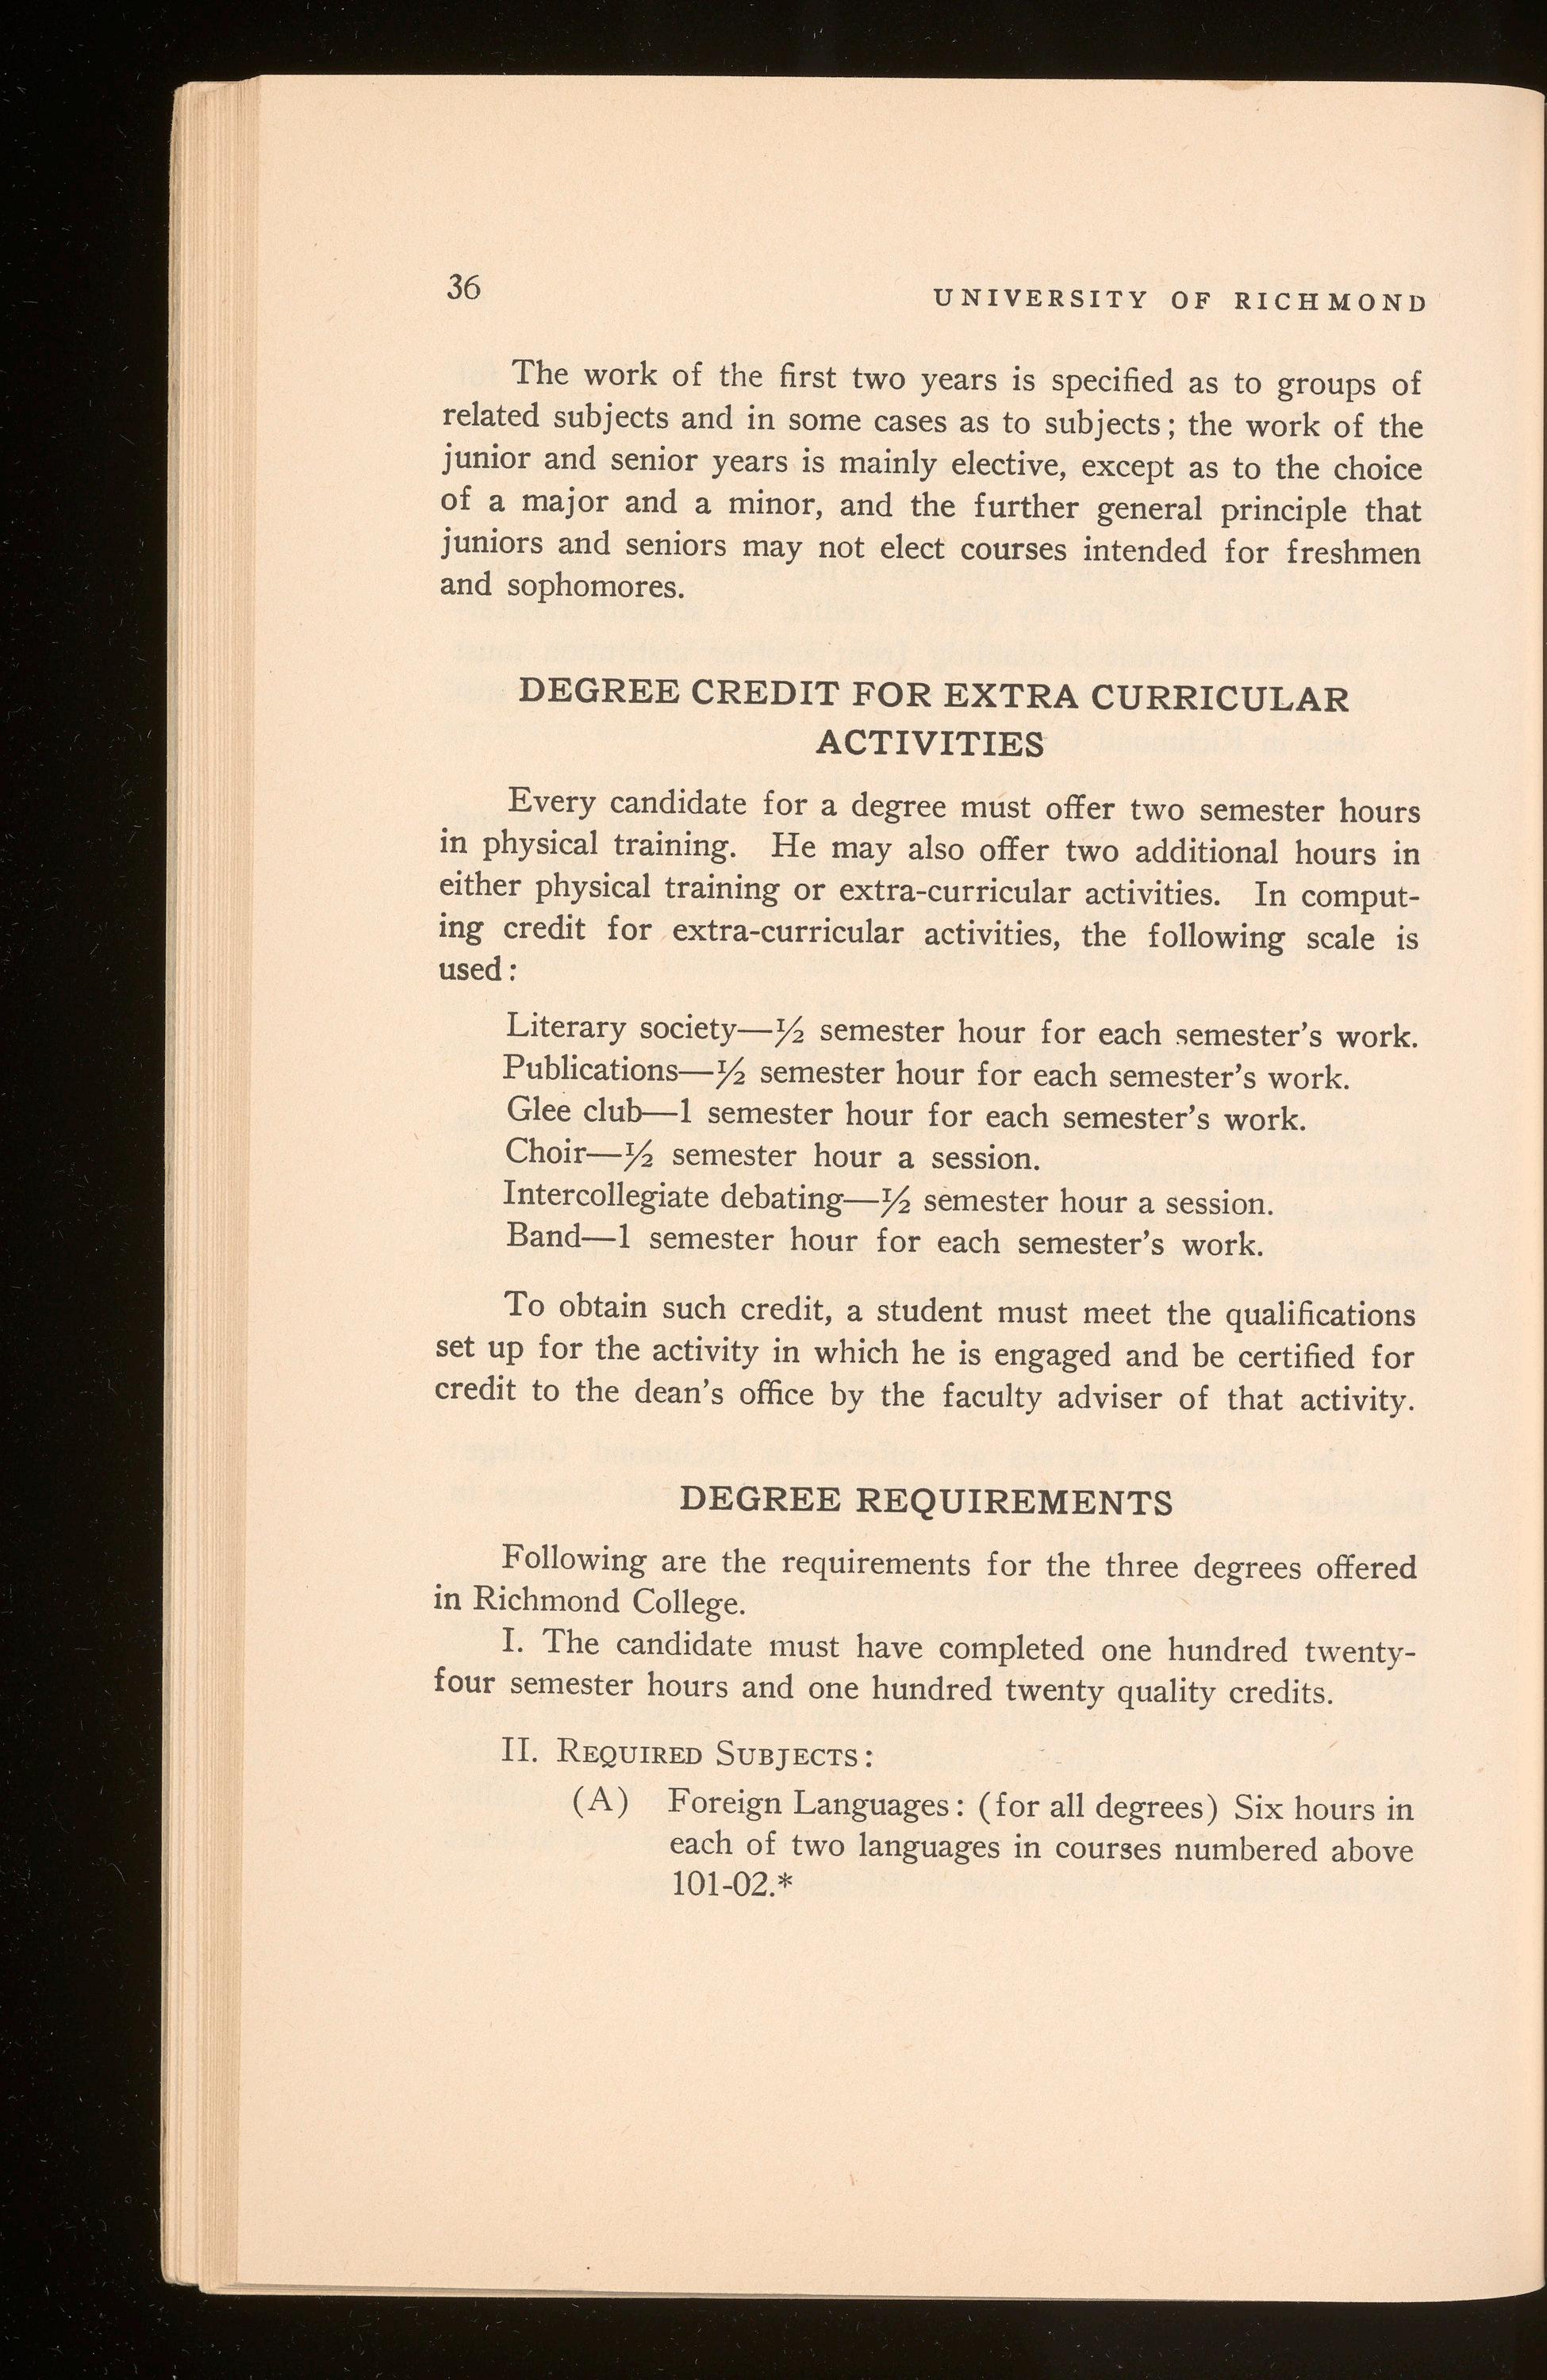 36
UNIVERSITY OF RICHMOND
The work of the first two years is specified as to groups of
related subjects and in some cases as to subjects; the work of the
junior and senior years is mainly elective, except as to the choice
of a major and a minor, and the further general principle that
juniors and seniors may not elect courses intended for freshmen
and sophomores.
DEGREE CREDIT FOR EXTRA CURRICULAR
ACTIVITIES
Every candidate for a degree must offer two semester hours
in physical training. He may also offer two additional hours in
either physical training or extra-curricular activities. In comput-
ing credit for extra-curricular activities, the following scale is
used:
Literary society—½ semester hour for each semester's work.
Publications—½ semester hour for each semester's work.
Glee club—1 semester hour for each semester's work.
Choir—½ semester hour a session.
Intercollegiate debating—½ semester hour a session.
Band—1 semester hour for each semester's work.
To obtain such credit, a student must meet the qualifications
set up for the activity in which he is engaged and be certified for
credit to the dean's office by the faculty adviser of that activity.
DEGREE REQUIREMENTS
Following are the requirements for the three degrees offered
in Richmond College.
I. The candidate must have completed one hundred twenty-
four semester hours and one hundred twenty quality credits.
II. REQUIRED SUBJECTS:
(A) Foreign Languages: (for all degrees) Six hours in
each of two languages in courses numbered above
101-02.*